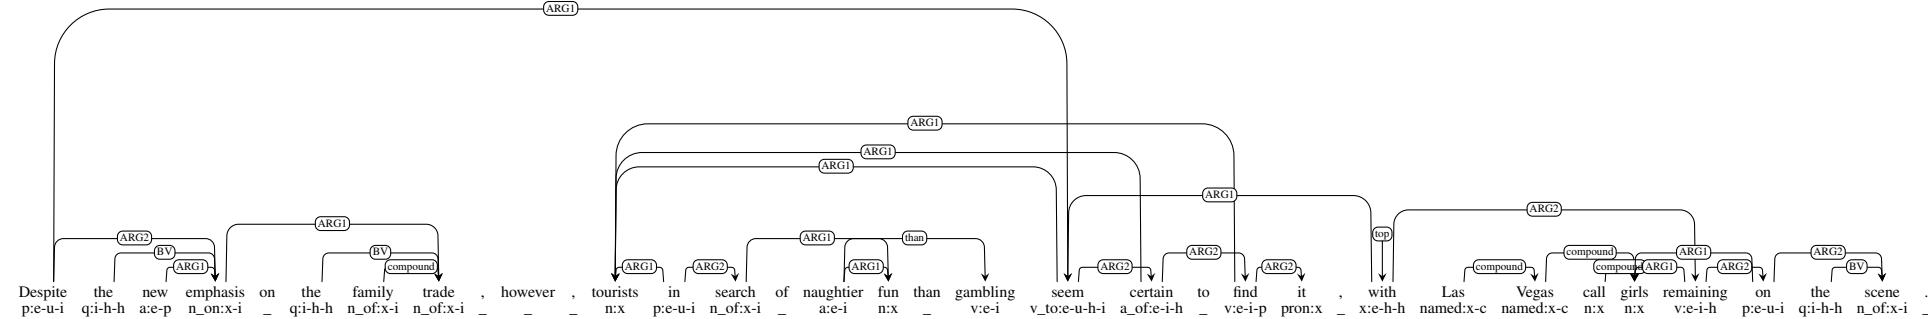 ARG1
ARG1
ARG1
ARG1
ARG1
ARG2
ARG1
top
ARG2 ARG1 than
BV BV ARG2 compound ARG1 ARG2
ARG1 compound ARG1 ARG2 ARG1 ARG2 ARG2 compound compound ARG1 ARG2 BV
Despite the new emphasis on the family trade , however , tourists in search of naughtier fun than gambling seem certain to find it , with Las Vegas call girls remaining on the scene .
p:e-u-i q:i-h-h a:e-p n_on:x-i _ q:i-h-h n_of:x-i n_of:x-i _ _ _ n:x p:e-u-i n_of:x-i _ a:e-i n:x _ v:e-i v_to:e-u-h-i a_of:e-i-h _ v:e-i-p pron:x _ x:e-h-h named:x-c named:x-c n:x n:x v:e-i-h p:e-u-i q:i-h-h n_of:x-i _